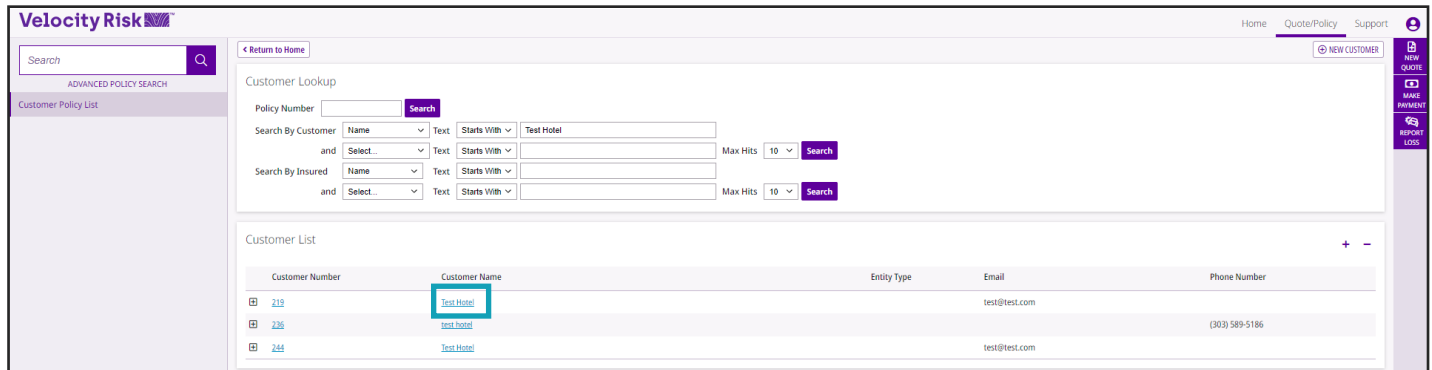 Velocity Risk
Home Quote/Policy Support
Search
ADVANCED POLICY SEARCH
Customer Policy List
< Return to Home
NEW CUSTOMER
NEW
QUOTE
MAKE
PAYMENT
REPORT
LOSS
Customer Lookup
Policy Number Search
Search By Customer Name Text Starts With Test Hotel
and Select... Text Starts With Max Hits 10 Search
Search By Insured Name Text Starts With
and Select... Text Starts With Max Hits 10 Search
Customer List
+ −
Customer Number Customer Name Entity Type Email Phone Number
219 Test Hotel test@test.com
236 test hotel (303) 589-5186
244 Test Hotel test@test.com